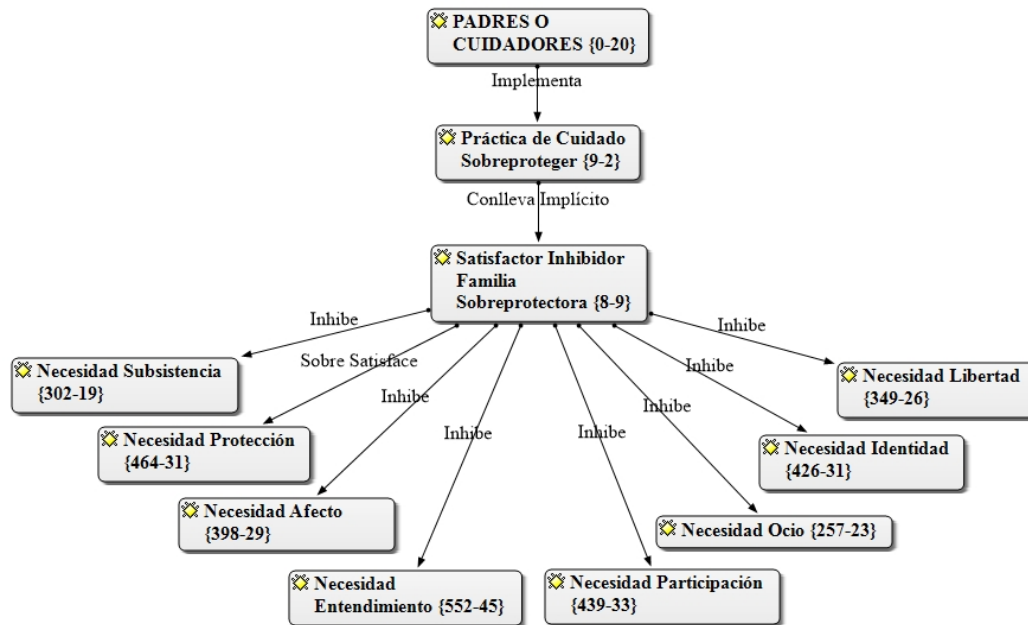 PADRES O
CUIDADORES {0-20}
Implementa
Práctica de Cuidado
Sobreproteger {9-2}
Conlleva Implícito
Satisfactor Inhibidor
Familia
Sobreprotectora {8-9}
Inhibe
Sobre Satisface
Inhibe
Inhibe
Inhibe
Inhibe
Inhibe
Inhibe
Necesidad Subsistencia
{302-19}
Necesidad Protección
{464-31}
Necesidad Afecto
{398-29}
Necesidad
Entendimiento {552-45}
Necesidad Participación
{439-33}
Necesidad Ocio {257-23}
Necesidad Identidad
{426-31}
Necesidad Libertad
{349-26}